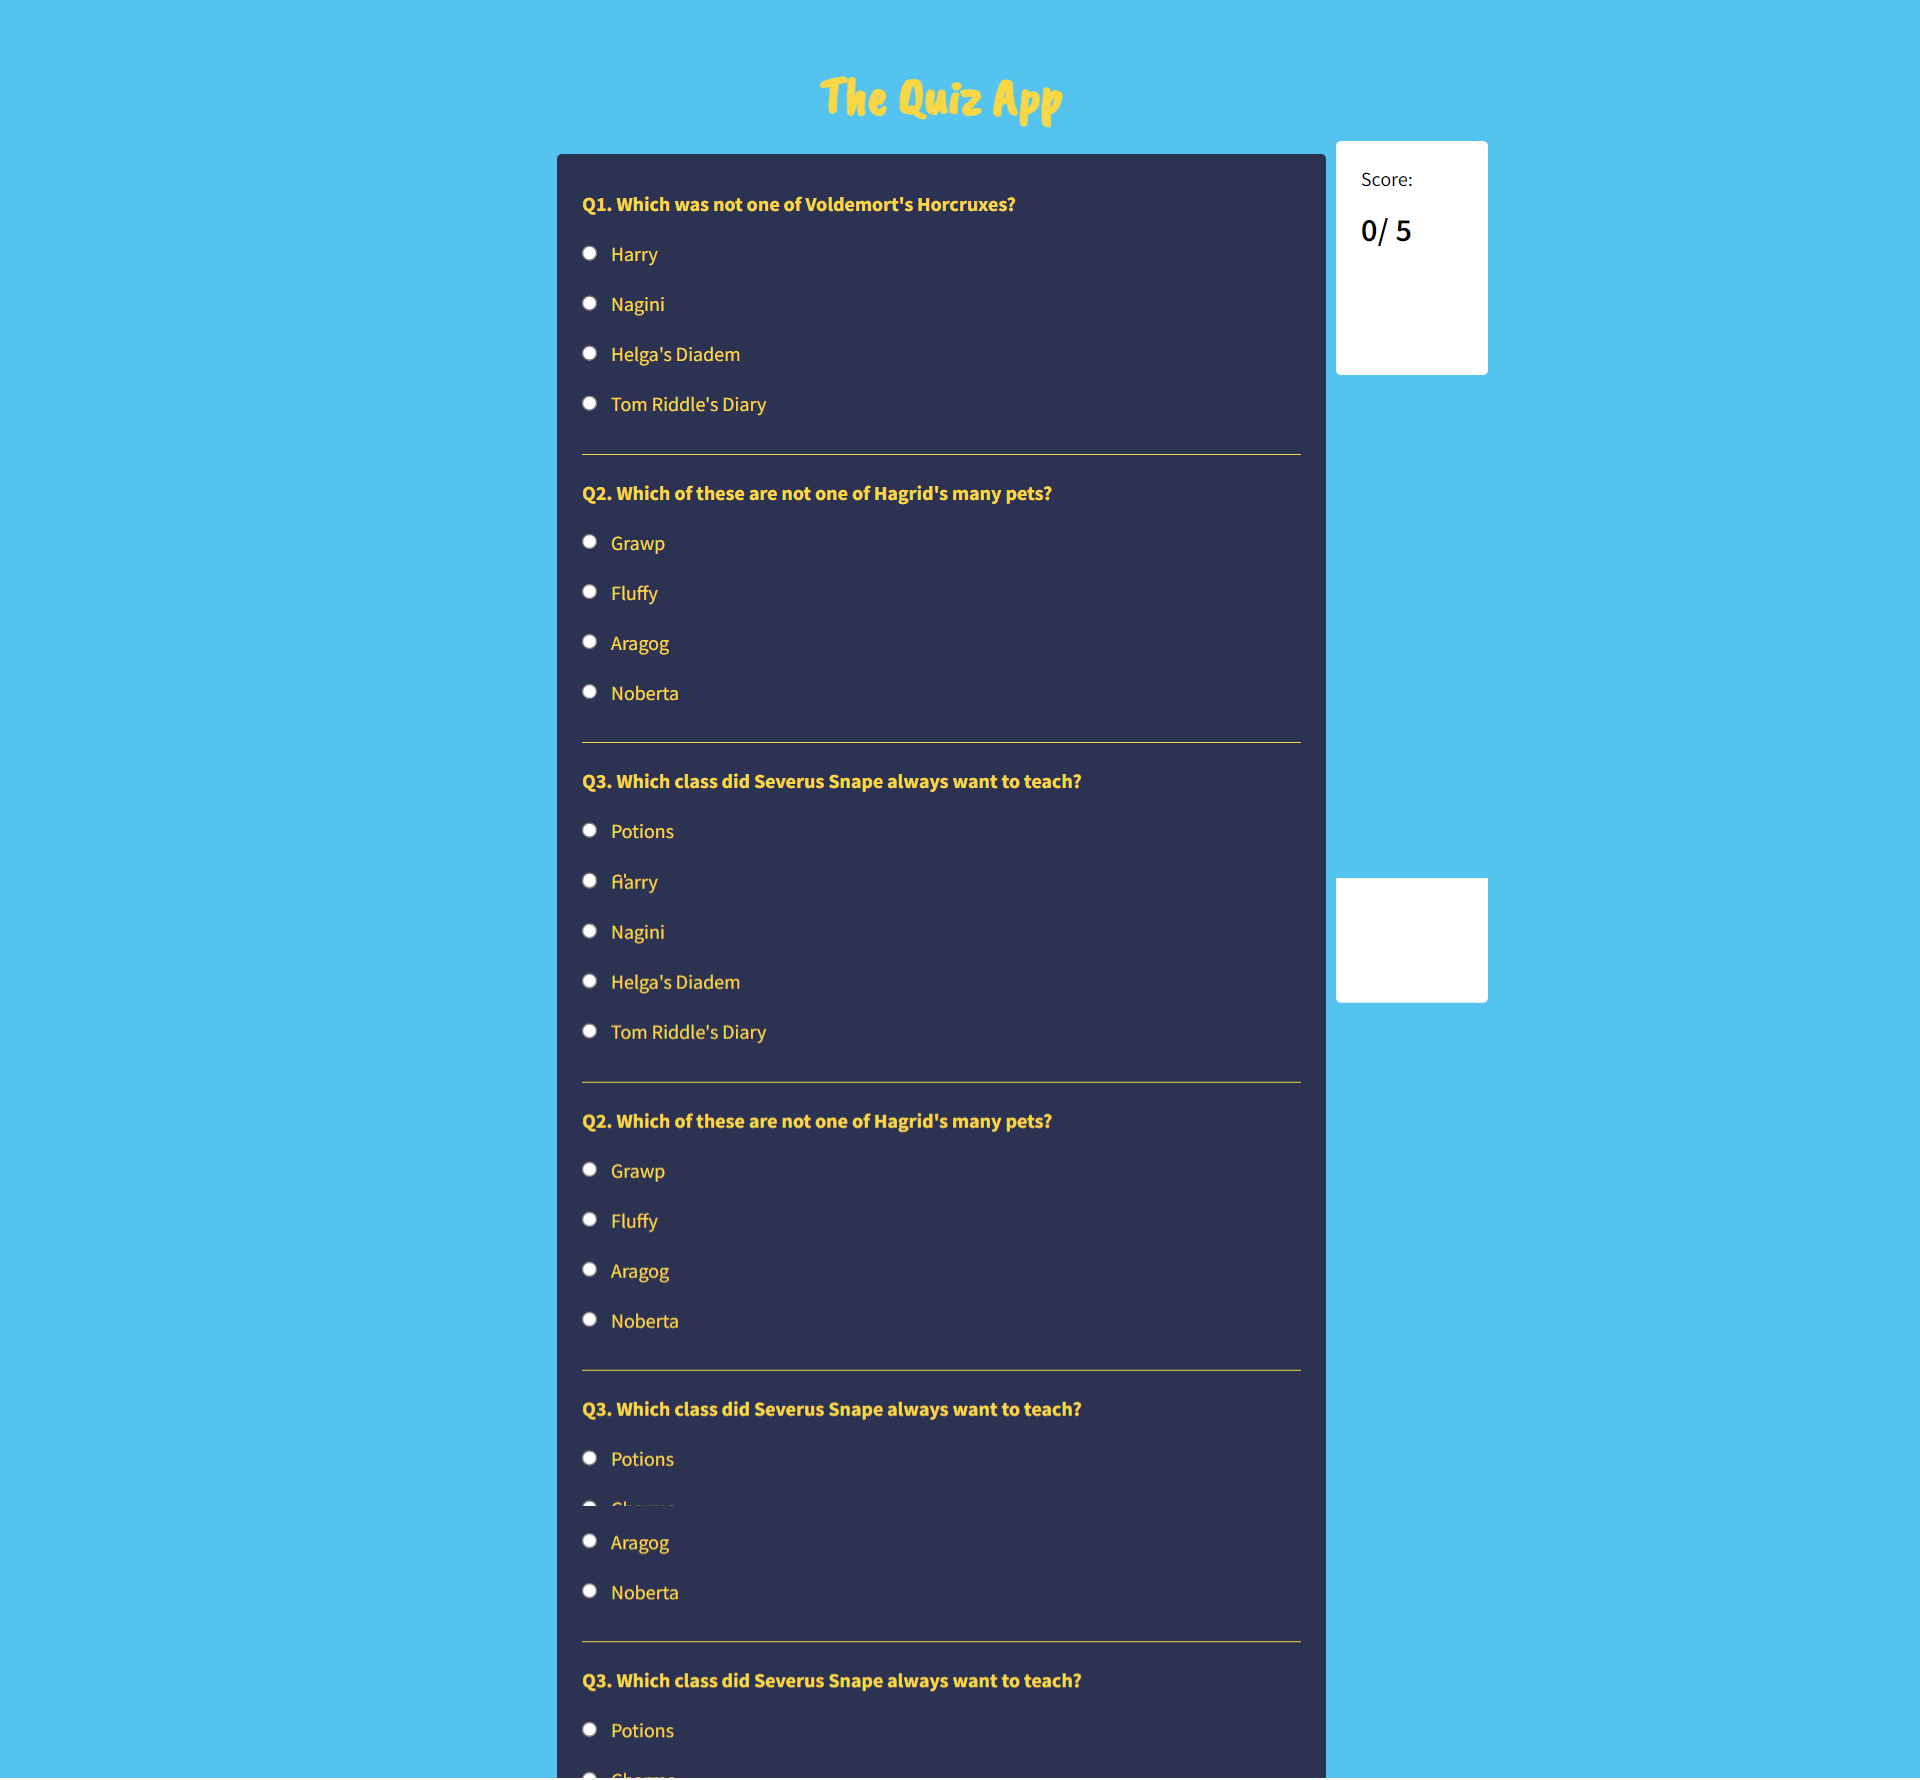 The Quiz App
Score:
0/ 5
Q1. Which was not one of Voldemort's Horcruxes?
Harry
Nagini
Helga's Diadem
Tom Riddle's Diary
Q2. Which of these are not one of Hagrid's many pets?
Grawp
Fluffy
Aragog
Noberta
Q3. Which class did Severus Snape always want to teach?
Potions
Harry
Nagini
Helga's Diadem
Tom Riddle's Diary
Q2. Which of these are not one of Hagrid's many pets?
Grawp
Fluffy
Aragog
Noberta
Q3. Which class did Severus Snape always want to teach?
Potions
Aragog
Noberta
Q3. Which class did Severus Snape always want to teach?
Potions